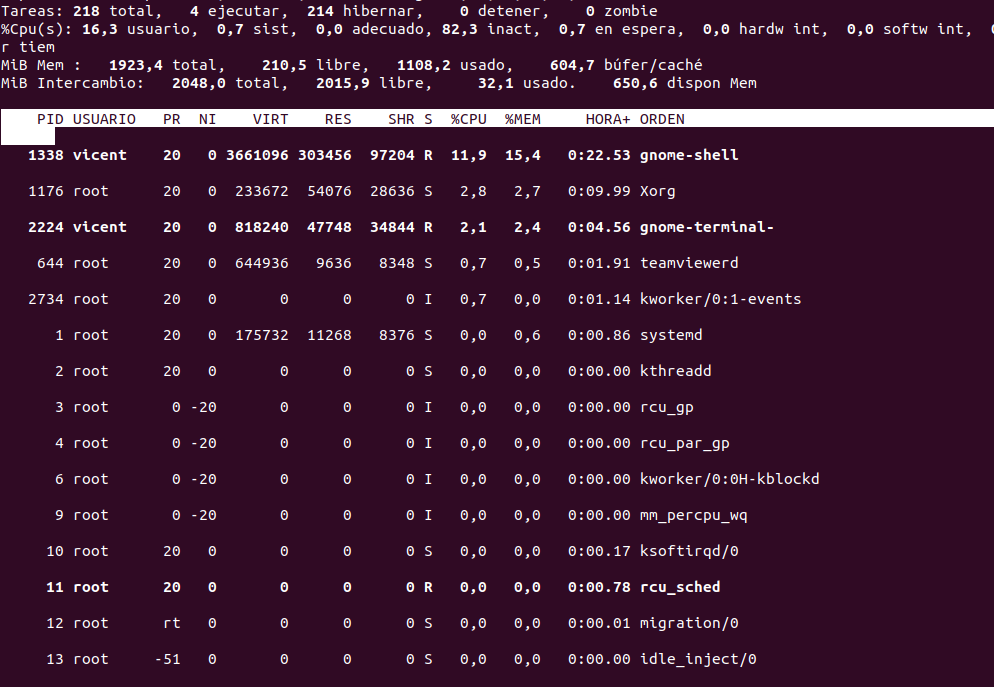 Tareas: 218 total,   4 ejecutar, 214 hibernar,    0 detener,    0 zombie
%Cpu(s): 16,3 usuario,  0,7 sist,  0,0 adecuado, 82,3 inact,  0,7 en espera,  0,0 hardw int,  0,0 softw int,
r tiem
MiB Mem :   1923,4 total,    210,5 libre,   1108,2 usado,    604,7 búfer/caché
MiB Intercambio:   2048,0 total,   2015,9 libre,     32,1 usado.    650,6 dispon Mem
PID USUARIO   PR  NI    VIRT    RES    SHR S  %CPU  %MEM     HORA+ ORDEN
1338 vicent    20   0 3661096 303456  97204 R  11,9  15,4   0:22.53 gnome-shell
1176 root      20   0  233672  54076  28636 S   2,8   2,7   0:09.99 Xorg
2224 vicent    20   0  818240  47748  34844 R   2,1   2,4   0:04.56 gnome-terminal-
644 root      20   0  644936   9636   8348 S   0,7   0,5   0:01.91 teamviewerd
2734 root      20   0       0      0      0 I   0,7   0,0   0:01.14 kworker/0:1-events
1 root      20   0  175732  11268   8376 S   0,0   0,6   0:00.86 systemd
2 root      20   0       0      0      0 S   0,0   0,0   0:00.00 kthreadd
3 root       0 -20       0      0      0 I   0,0   0,0   0:00.00 rcu_gp
4 root       0 -20       0      0      0 I   0,0   0,0   0:00.00 rcu_par_gp
6 root       0 -20       0      0      0 I   0,0   0,0   0:00.00 kworker/0:0H-kblockd
9 root       0 -20       0      0      0 I   0,0   0,0   0:00.00 mm_percpu_wq
10 root      20   0       0      0      0 S   0,0   0,0   0:00.17 ksoftirqd/0
11 root      20   0       0      0      0 R   0,0   0,0   0:00.78 rcu_sched
12 root      rt   0       0      0      0 S   0,0   0,0   0:00.01 migration/0
13 root     -51   0       0      0      0 S   0,0   0,0   0:00.00 idle_inject/0